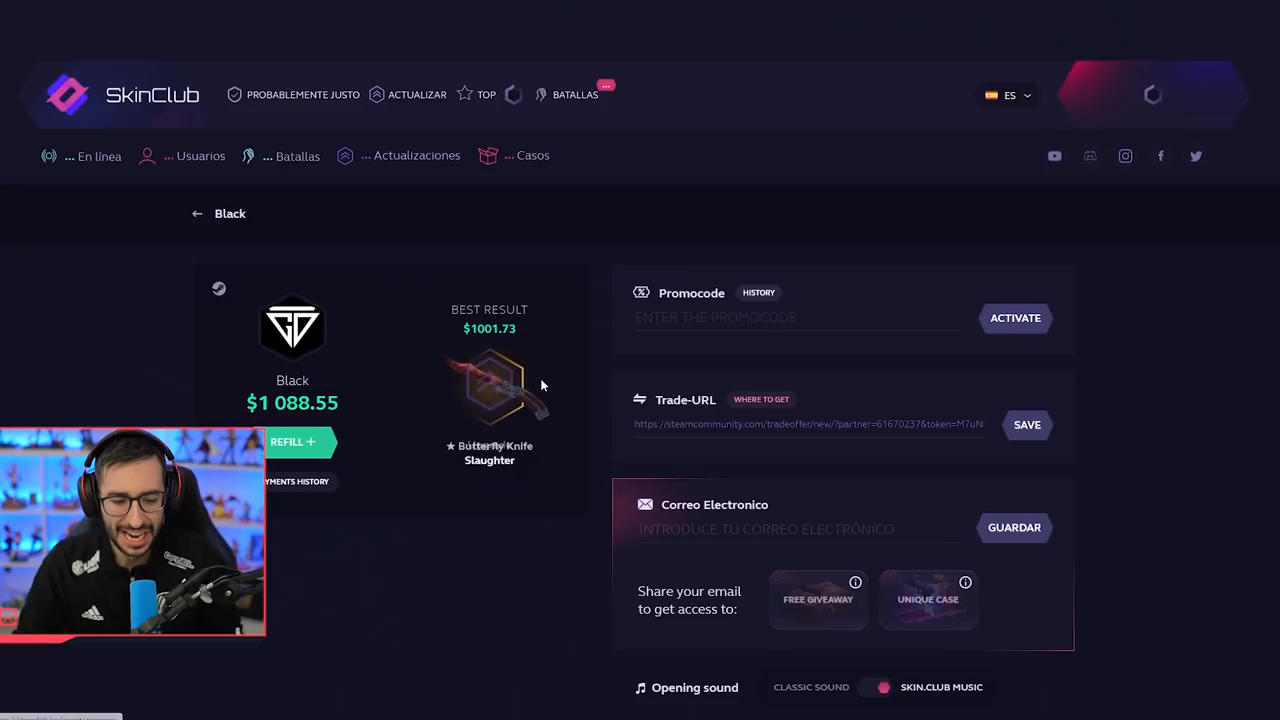 SKINCLUB
PROBABLEMENTE JUSTO
ACTUALIZAR
TOP
BATALLAS
...
ES
... En línea
... Usuarios
... Batallas
... Actualizaciones
... Casos
← Black
BEST RESULT
$1001.73
Black
$1 088.55
REFILL +
YMENTS HISTORY
★ Butterfly Knife
Slaughter
Promocode
HISTORY
ENTER THE PROMOCODE
ACTIVATE
Trade-URL
WHERE TO GET
https://steamcommunity.com/tradeoffer/new/?partner=61670237&token=M7uN
SAVE
Correo Electronico
INTRODUCE TU CORREO ELECTRÓNICO
GUARDAR
Share your email
to get access to:
FREE GIVEAWAY
UNIQUE CASE
Opening sound
CLASSIC SOUND
SKIN.CLUB MUSIC